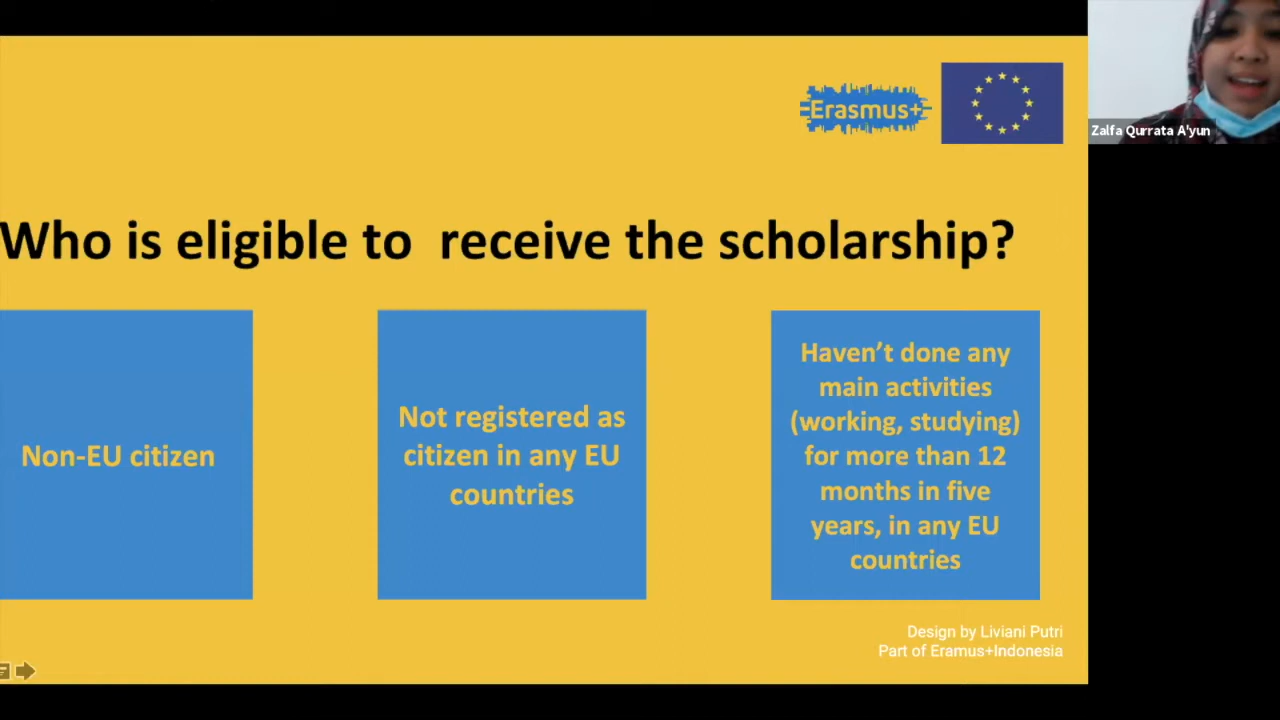 Erasmus+
Zalfa Qurrata A'yun
Who is eligible to receive the scholarship?
Non-EU citizen
Not registered as
citizen in any EU
countries
Haven't done any
main activities
(working, studying)
for more than 12
months in five
years, in any EU
countries
Design by Liviani Putri
Part of Eramus+Indonesia